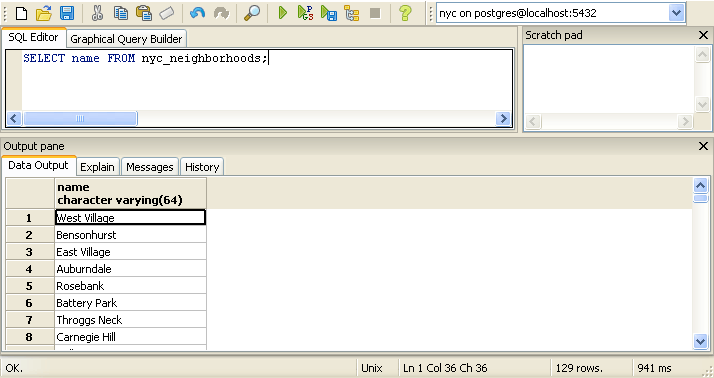 nyc on postgres@localhost:5432
SQL Editor
Graphical Query Builder
SELECT name FROM nyc_neighborhoods;
Scratch pad
Output pane
Data Output
Explain
Messages
History
name
character varying(64)
1 West Village
2 Bensonhurst
3 East Village
4 Auburndale
5 Rosebank
6 Battery Park
7 Throggs Neck
8 Carnegie Hill
OK.
Unix
Ln 1 Col 36 Ch 36
129 rows.
941 ms